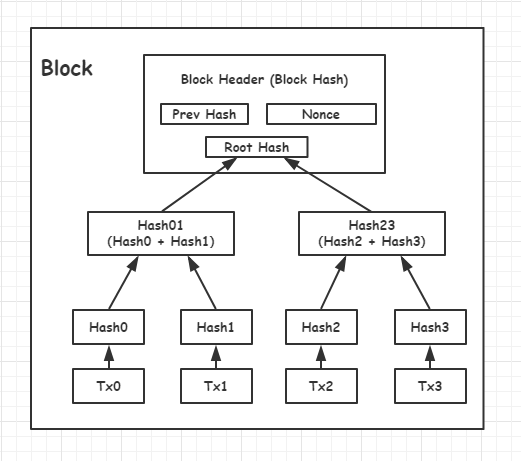 Block
Block Header (Block Hash)
Prev Hash
Nonce
Root Hash
Hash01
(Hash0 + Hash1)
Hash23
(Hash2 + Hash3)
Hash0
Hash1
Hash2
Hash3
Tx0
Tx1
Tx2
Tx3